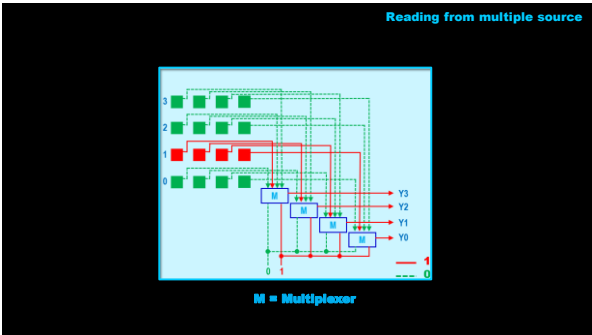 Reading from multiple source
3
2
1
0
M
Y3
M
Y2
M
Y1
M
Y0
1
0
0 1
M = Multiplexer